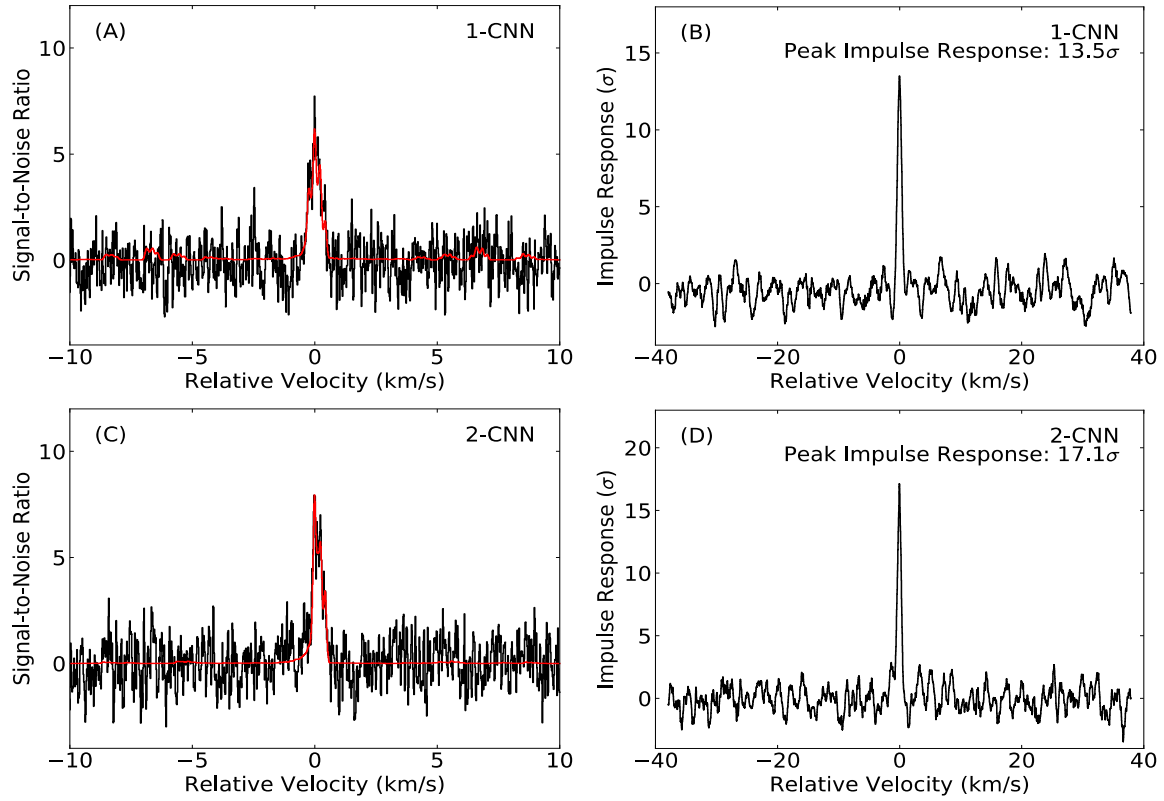 (A)
1-CNN
10
5
0
Signal-to-Noise Ratio
−10 −5 0 5 10
Relative Velocity (km/s)
(B)
1-CNN
Peak Impulse Response: 13.5σ
15
10
5
0
Impulse Response (σ)
−40 −20 0 20 40
Relative Velocity (km/s)
(C)
2-CNN
10
5
0
Signal-to-Noise Ratio
−10 −5 0 5 10
Relative Velocity (km/s)
(D)
2-CNN
Peak Impulse Response: 17.1σ
20
15
10
5
0
Impulse Response (σ)
−40 −20 0 20 40
Relative Velocity (km/s)